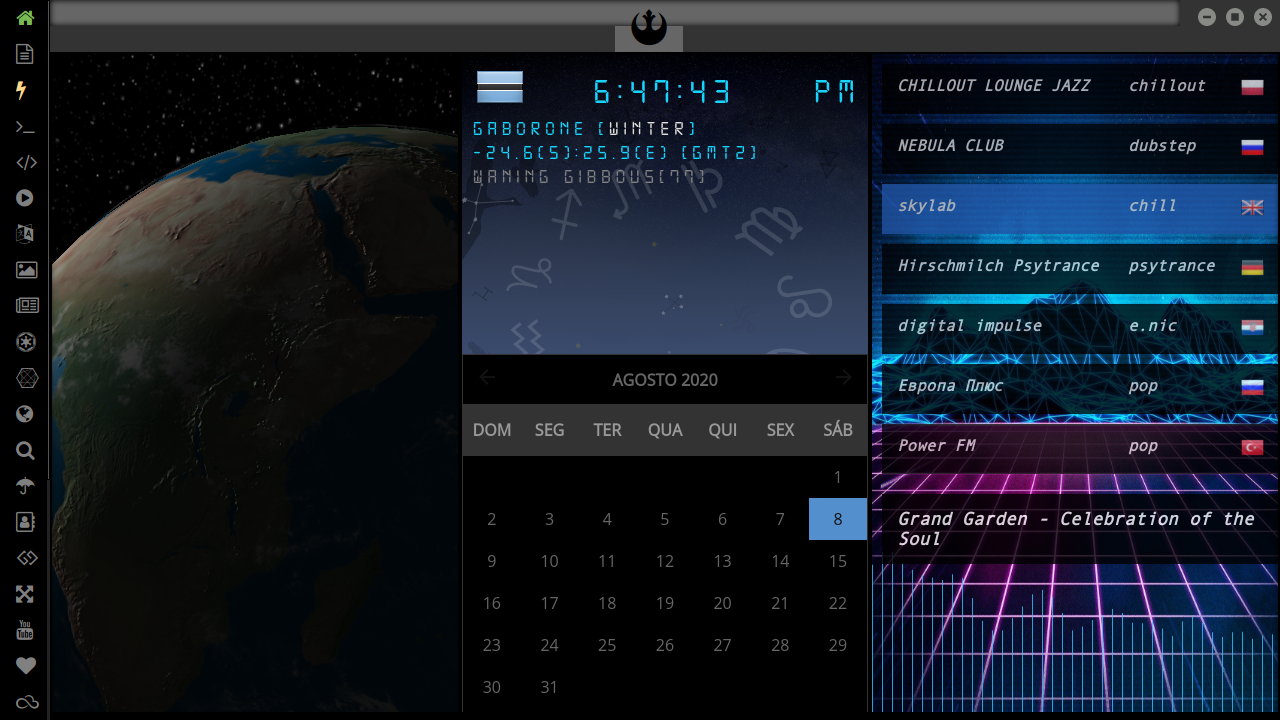 6:47:43 PM
GABORONE (WINTER)
-24.6(S):25.9(E) (GMT2)
WANING GIBBOUS(77)
AGOSTO 2020
DOM SEG TER QUA QUI SEX SÁB
1
2 3 4 5 6 7 8
9 10 11 12 13 14 15
16 17 18 19 20 21 22
23 24 25 26 27 28 29
30 31
CHILLOUT LOUNGE JAZZ chillout
NEBULA CLUB dubstep
skylab chill
Hirschmilch Psytrance psytrance
digital impulse e.nic
Европа Плюс pop
Power FM pop
Grand Garden - Celebration of the
Soul
You
Tube